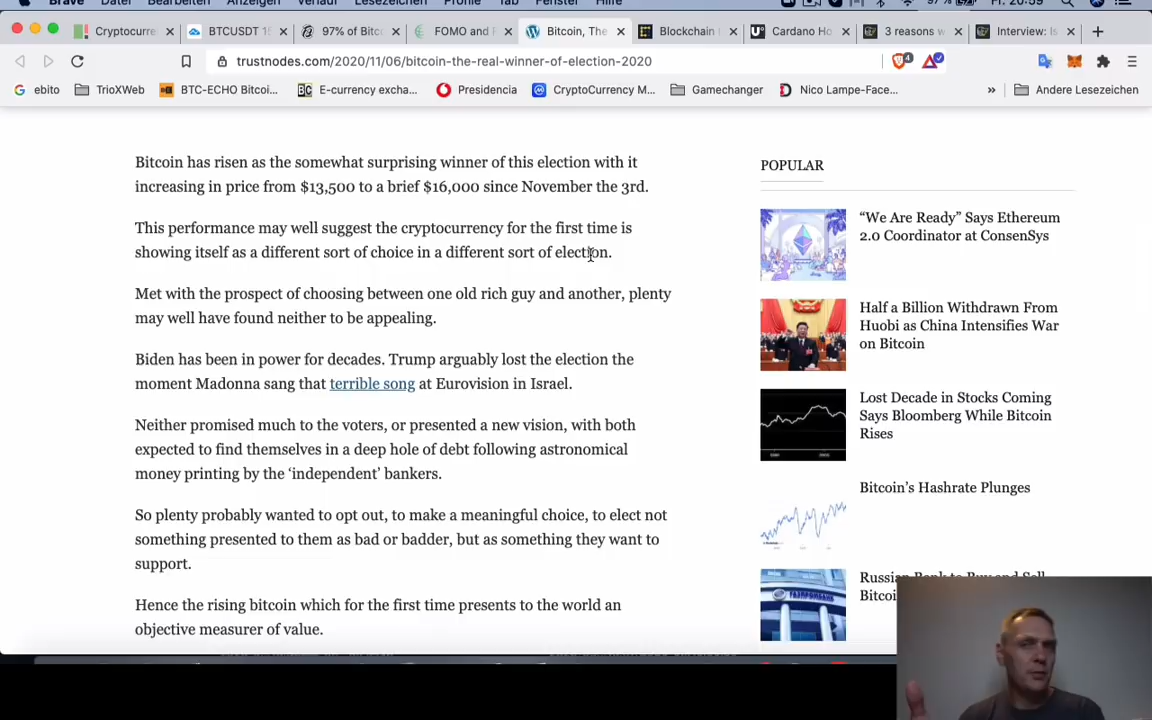 Brave Datei Bearbeiten Anzeigen Verlauf Lesezeichen Profile Tab Fenster Hilfe 97 % Fr. 20:59
Cryptocurre BTCUSDT 15 97% of Bitc FOMO and F Bitcoin, The Blockchain Cardano Ho 3 reasons w Interview: Is
trustnodes.com/2020/11/06/bitcoin-the-real-winner-of-election-2020 4
ebito TrioXWeb BTC-ECHO Bitcoi... E-currency excha... Presidencia CryptoCurrency M... Gamechanger Nico Lampe-Face... » Andere Lesezeichen
Bitcoin has risen as the somewhat surprising winner of this election with it
increasing in price from $13,500 to a brief $16,000 since November the 3rd.
This performance may well suggest the cryptocurrency for the first time is
showing itself as a different sort of choice in a different sort of election.
Met with the prospect of choosing between one old rich guy and another, plenty
may well have found neither to be appealing.
Biden has been in power for decades. Trump arguably lost the election the
moment Madonna sang that terrible song at Eurovision in Israel.
Neither promised much to the voters, or presented a new vision, with both
expected to find themselves in a deep hole of debt following astronomical
money printing by the ‘independent’ bankers.
So plenty probably wanted to opt out, to make a meaningful choice, to elect not
something presented to them as bad or badder, but as something they want to
support.
Hence the rising bitcoin which for the first time presents to the world an
objective measurer of value.
POPULAR
“We Are Ready” Says Ethereum
2.0 Coordinator at ConsenSys
Half a Billion Withdrawn From
Huobi as China Intensifies War
on Bitcoin
Lost Decade in Stocks Coming
Says Bloomberg While Bitcoin
Rises
Bitcoin’s Hashrate Plunges
Russian Bank to Buy and Sell